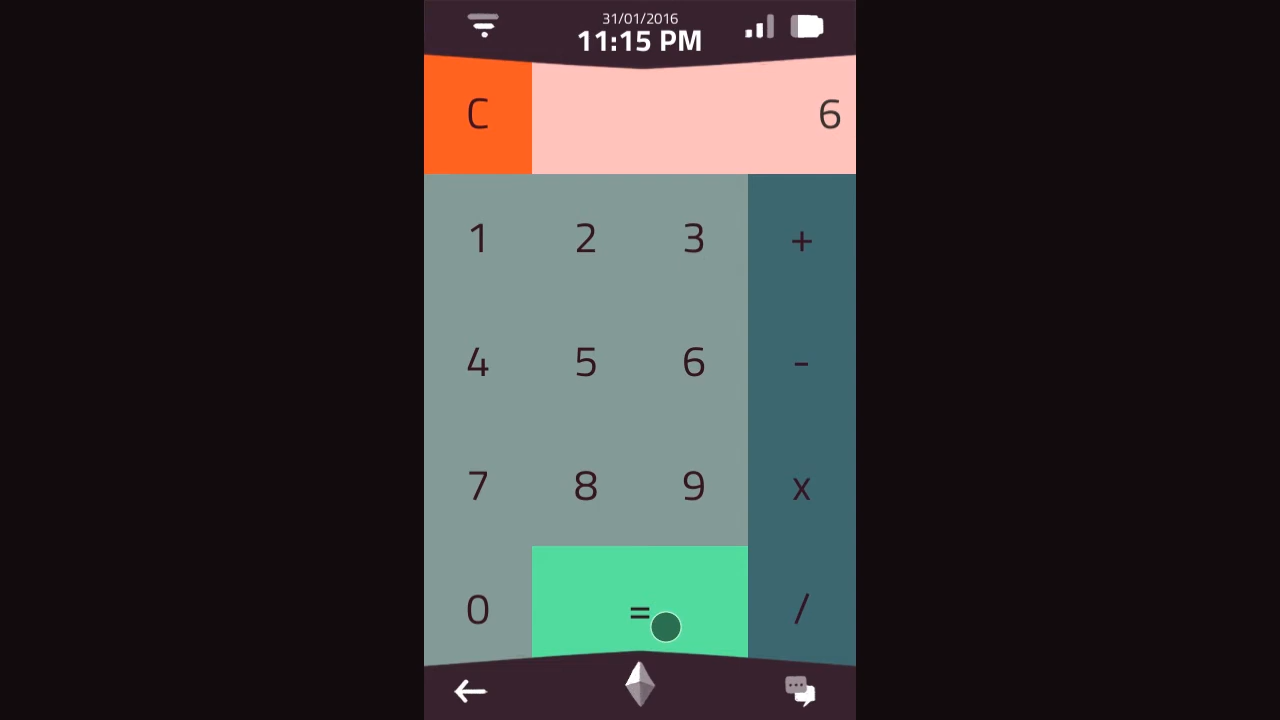 31/01/2016
11:15 PM
C 6
1 2 3 +
4 5 6 -
7 8 9 x
0 = /